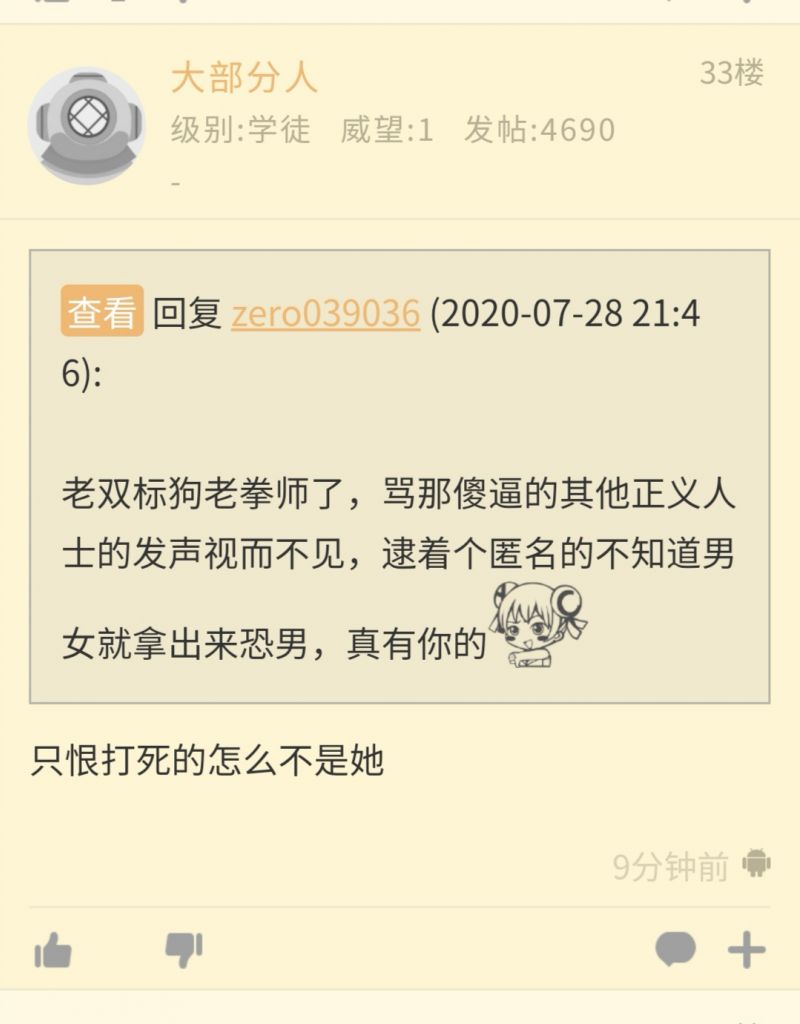 大部分人
33楼
级别:学徒 威望:1 发帖:4690
-
查看 回复 zero039036 (2020-07-28 21:4
6):
老双标狗老拳师了，骂那傻逼的其他正义人
士的发声视而不见，逮着个匿名的不知道男
女就拿出来恐男，真有你的
只恨打死的怎么不是她
9分钟前